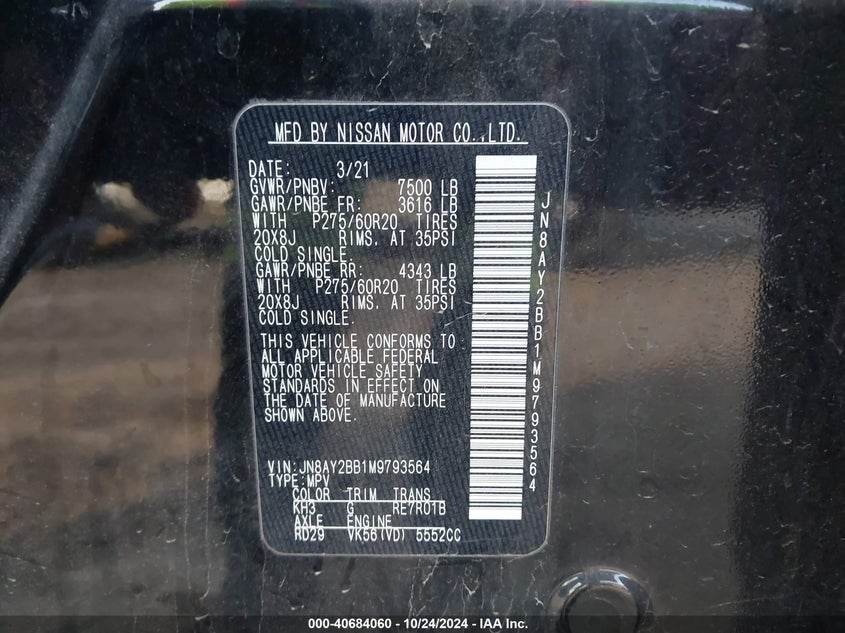 MFD BY NISSAN MOTOR CO.,LTD.
DATE: 3/21
GVWR/PNBV: 7500 LB
GAWR/PNBE FR: 3616 LB
WITH P275/60R20 TIRES
20X8J RIMS. AT 35PSI
COLD SINGLE.
GAWR/PNBE RR: 4343 LB
WITH P275/60R20 TIRES
20X8J RIMS. AT 35PSI
COLD SINGLE.
THIS VEHICLE CONFORMS TO
ALL APPLICABLE FEDERAL
MOTOR VEHICLE SAFETY
STANDARDS IN EFFECT ON
THE DATE OF MANUFACTURE
SHOWN ABOVE.
VIN: JN8AY2BB1M9793564
TYPE: MPV
COLOR TRIM TRANS
KH3 G RE7R01B
AXLE ENGINE
RD29 VK56(VD) 5552CC
JN8AY2BB1M9793564
000-40684060 - 10/24/2024 - IAA Inc.